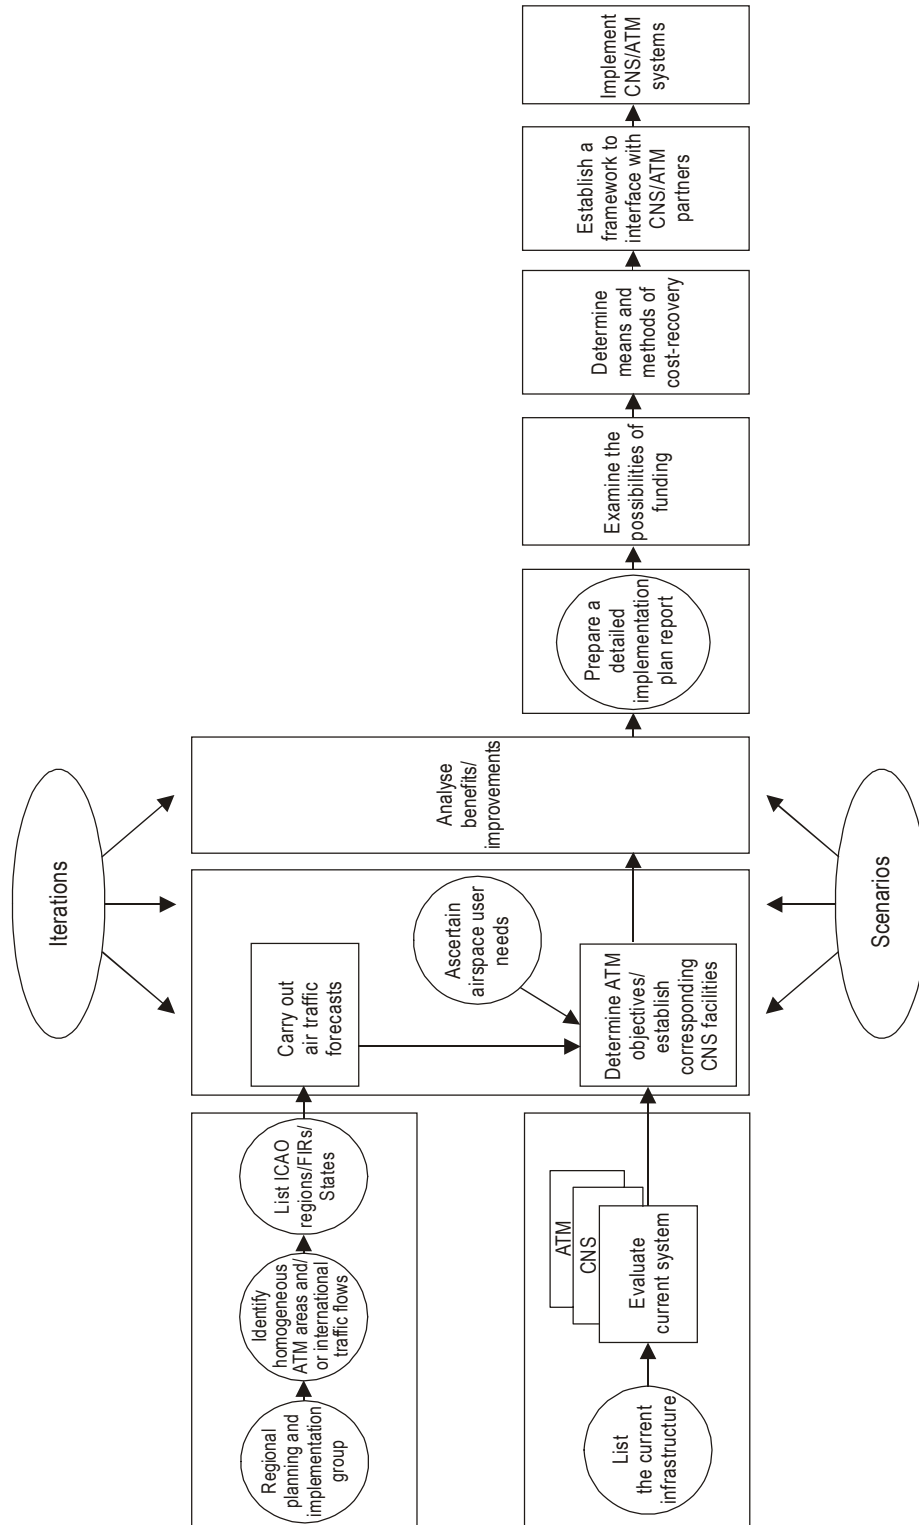 Iterations
Regional
planning and
implementation
group
Identify
homogeneous
ATM areas and/
or international
traffic flows
List ICAO
regions/FIRs/
States
Carry out
air traffic
forecasts
Ascertain
airspace user
needs
Analyse
benefits/
improvements
List
the current
infrastructure
ATM
CNS
Evaluate
current system
Determine ATM
objectives/
establish
corresponding
CNS facilities
Prepare a
detailed
implementation
plan report
Examine the
possibilities of
funding
Determine
means and
methods of
cost-recovery
Establish a
framework to
interface with
CNS/ATM
partners
Implement
CNS/ATM
systems
Scenarios